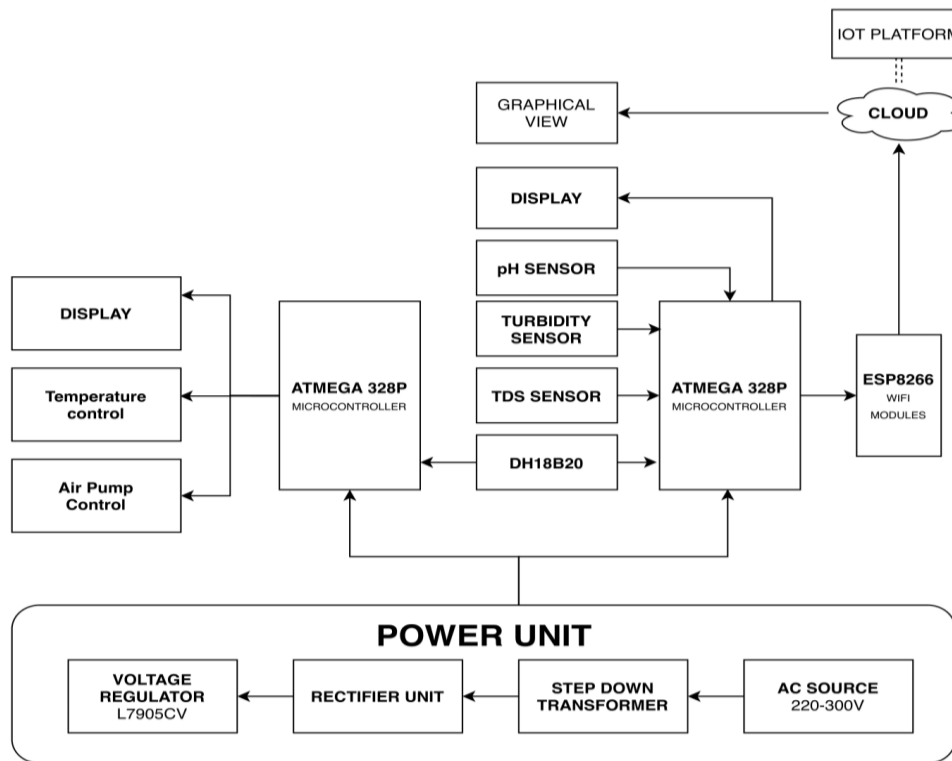 IOT PLATFORM
GRAPHICAL
VIEW
CLOUD
DISPLAY
pH SENSOR
DISPLAY
TURBIDITY
SENSOR
ATMEGA 328P
MICROCONTROLLER
ATMEGA 328P
MICROCONTROLLER
ESP8266
WIFI
MODULES
Temperature
control
TDS SENSOR
DH18B20
Air Pump
Control
POWER UNIT
VOLTAGE
REGULATOR
L7905CV
RECTIFIER UNIT
STEP DOWN
TRANSFORMER
AC SOURCE
220-300V